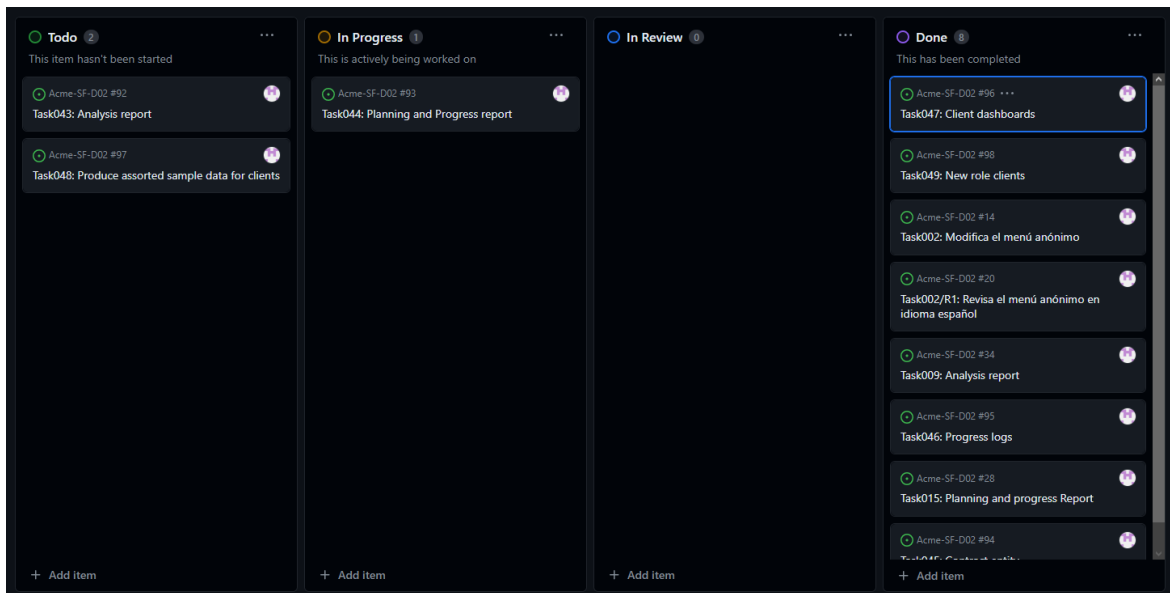 Todo 2
This item hasn't been started
Acme-SF-D02 #92
Task043: Analysis report
Acme-SF-D02 #97
Task048: Produce assorted sample data for clients
+ Add item
In Progress 1
This is actively being worked on
Acme-SF-D02 #93
Task044: Planning and Progress report
+ Add item
In Review 0
+ Add item
Done 8
This has been completed
Acme-SF-D02 #96
Task047: Client dashboards
Acme-SF-D02 #98
Task049: New role clients
Acme-SF-D02 #14
Task002: Modifica el menú anónimo
Acme-SF-D02 #20
Task002/R1: Revisa el menú anónimo en
idioma español
Acme-SF-D02 #34
Task009: Analysis report
Acme-SF-D02 #95
Task046: Progress logs
Acme-SF-D02 #28
Task015: Planning and progress Report
Acme-SF-D02 #94
Task045: Contract entity
+ Add item